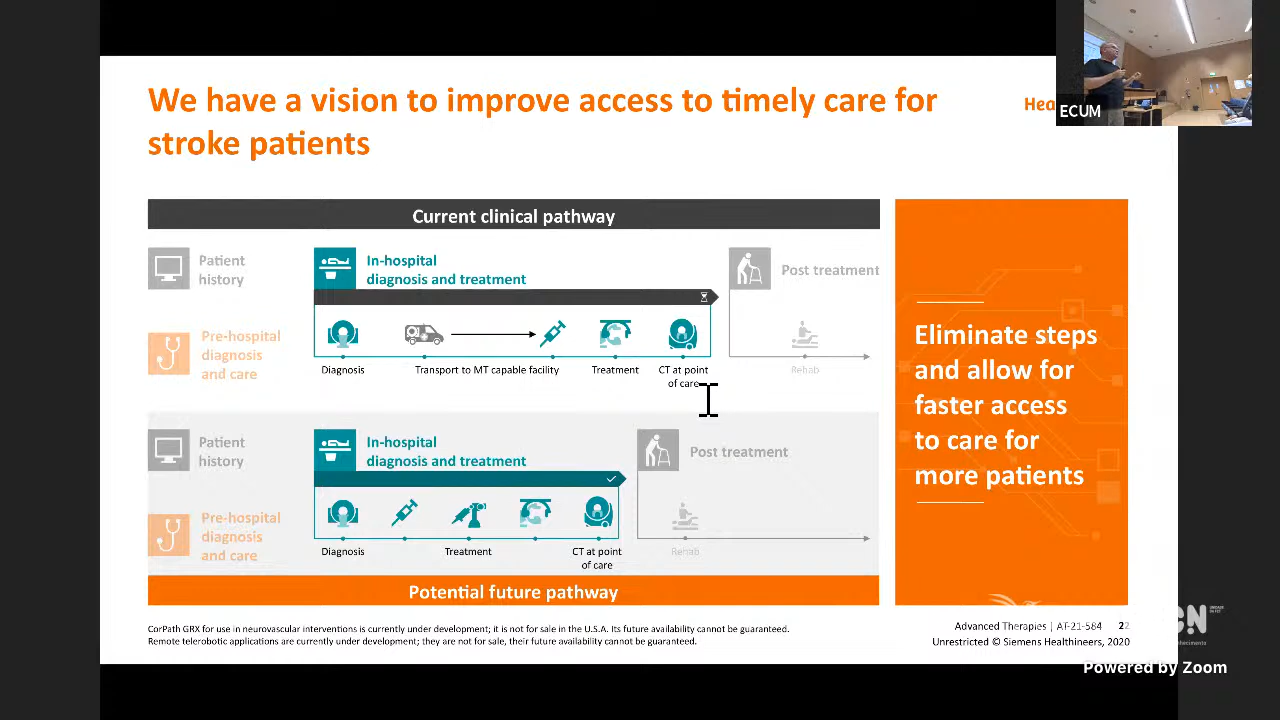 We have a vision to improve access to timely care for
stroke patients
Hea
ECUM
Current clinical pathway
Patient
history
In-hospital
diagnosis and treatment
Post treatment
Pre-hospital
diagnosis
and care
Diagnosis
Transport to MT capable facility
Treatment
CT at point
of care
Rehab
Eliminate steps
and allow for
faster access
to care for
more patients
Patient
history
In-hospital
diagnosis and treatment
Post treatment
Pre-hospital
diagnosis
and care
Diagnosis
Treatment
CT at point
of care
Rehab
Potential future pathway
CorPath GRX for use in neurovascular interventions is currently under development; it is not for sale in the U.S.A. Its future availability cannot be guaranteed.
Remote telerobotic applications are currently under development; they are not for sale, their future availability cannot be guaranteed.
Advanced Therapies | AT-21-584 22
Unrestricted © Siemens Healthineers, 2020
Powered by Zoom